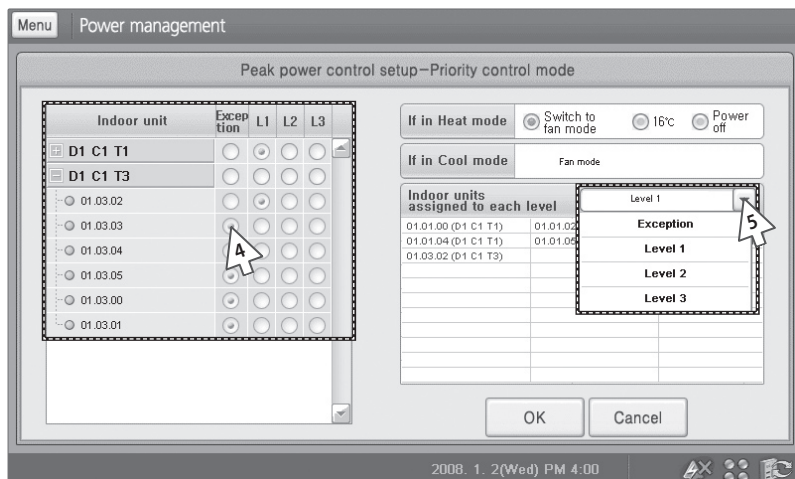 Menu Power management
Peak power control setup-Priority control mode
Indoor unit Excep tion L1 L2 L3
D1 C1 T1
D1 C1 T3
01.03.02
01.03.03
01.03.04
01.03.05
01.03.00
01.03.01
4
If in Heat mode Switch to fan mode 16°C Power off
If in Cool mode Fan mode
Indoor units assigned to each level Level 1
01.01.00 (D1 C1 T1) 01.01.02
01.01.04 (D1 C1 T1) 01.01.05
01.03.02 (D1 C1 T3)
Exception
Level 1
Level 2
Level 3
5
OK Cancel
2008. 1. 2(Wed) PM 4:00